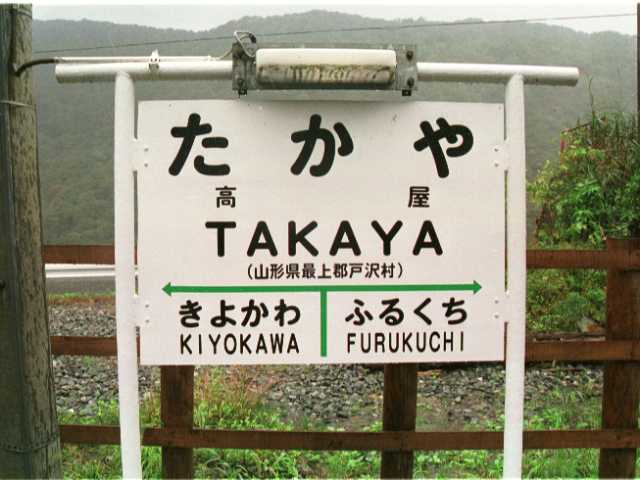 たかや
高 屋
TAKAYA
(山形県最上郡戸沢村)
きよかわ ふるくち
KIYOKAWA FURUKUCHI